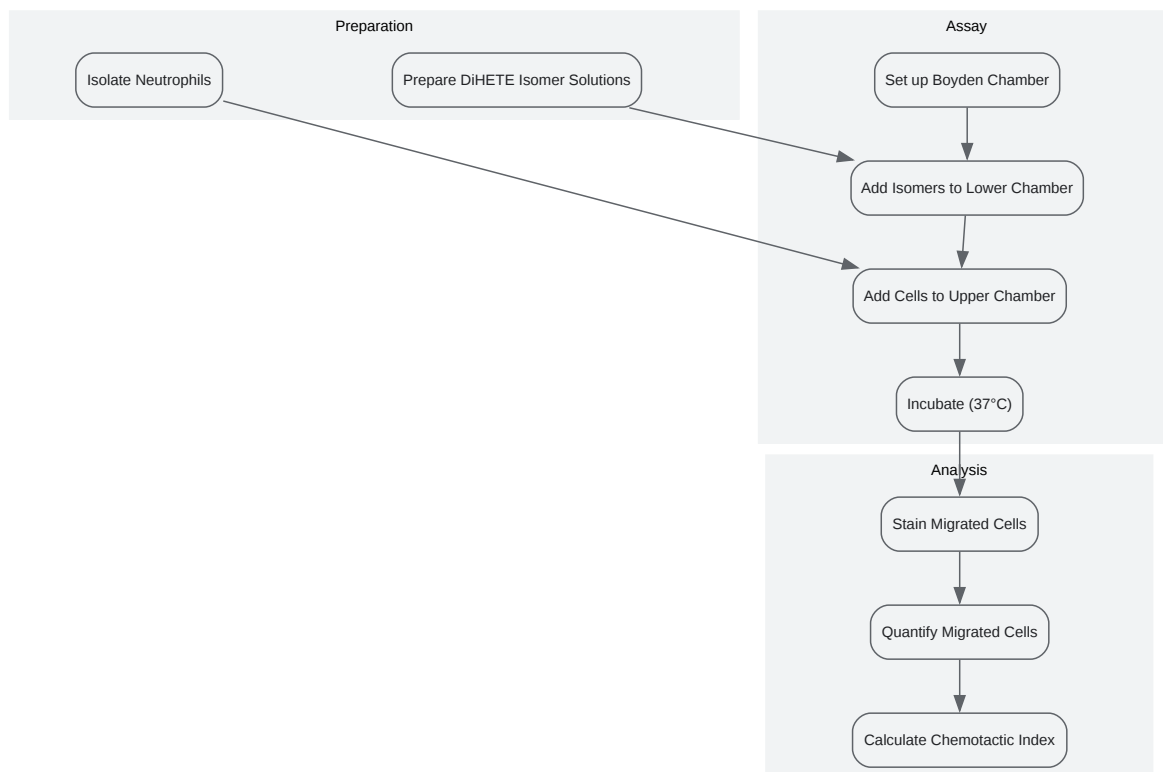 Preparation
Isolate Neutrophils
Prepare DiHETE Isomer Solutions
Assay
Set up Boyden Chamber
Add Isomers to Lower Chamber
Add Cells to Upper Chamber
Incubate (37°C)
Analysis
Stain Migrated Cells
Quantify Migrated Cells
Calculate Chemotactic Index